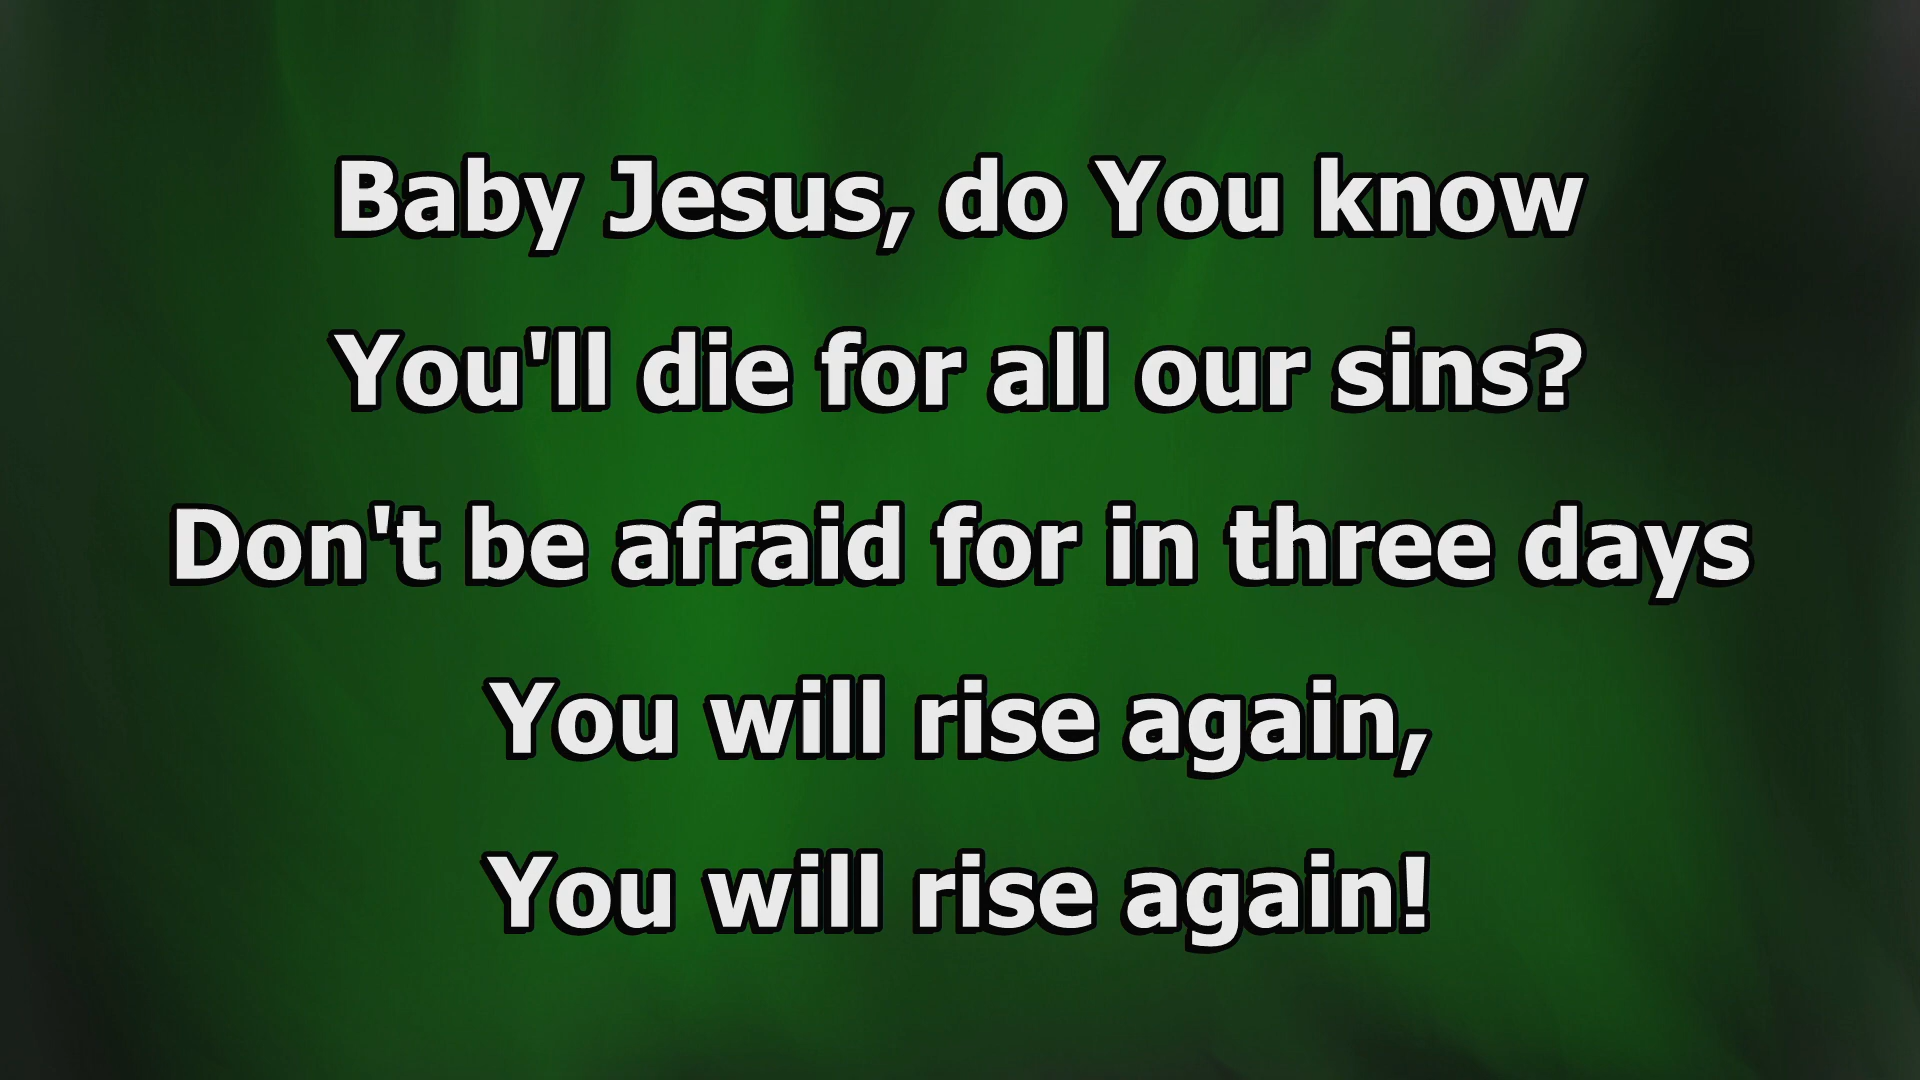 Baby Jesus, do You know
You'll die for all our sins?
Don't be afraid for in three days
You will rise again,
You will rise again!